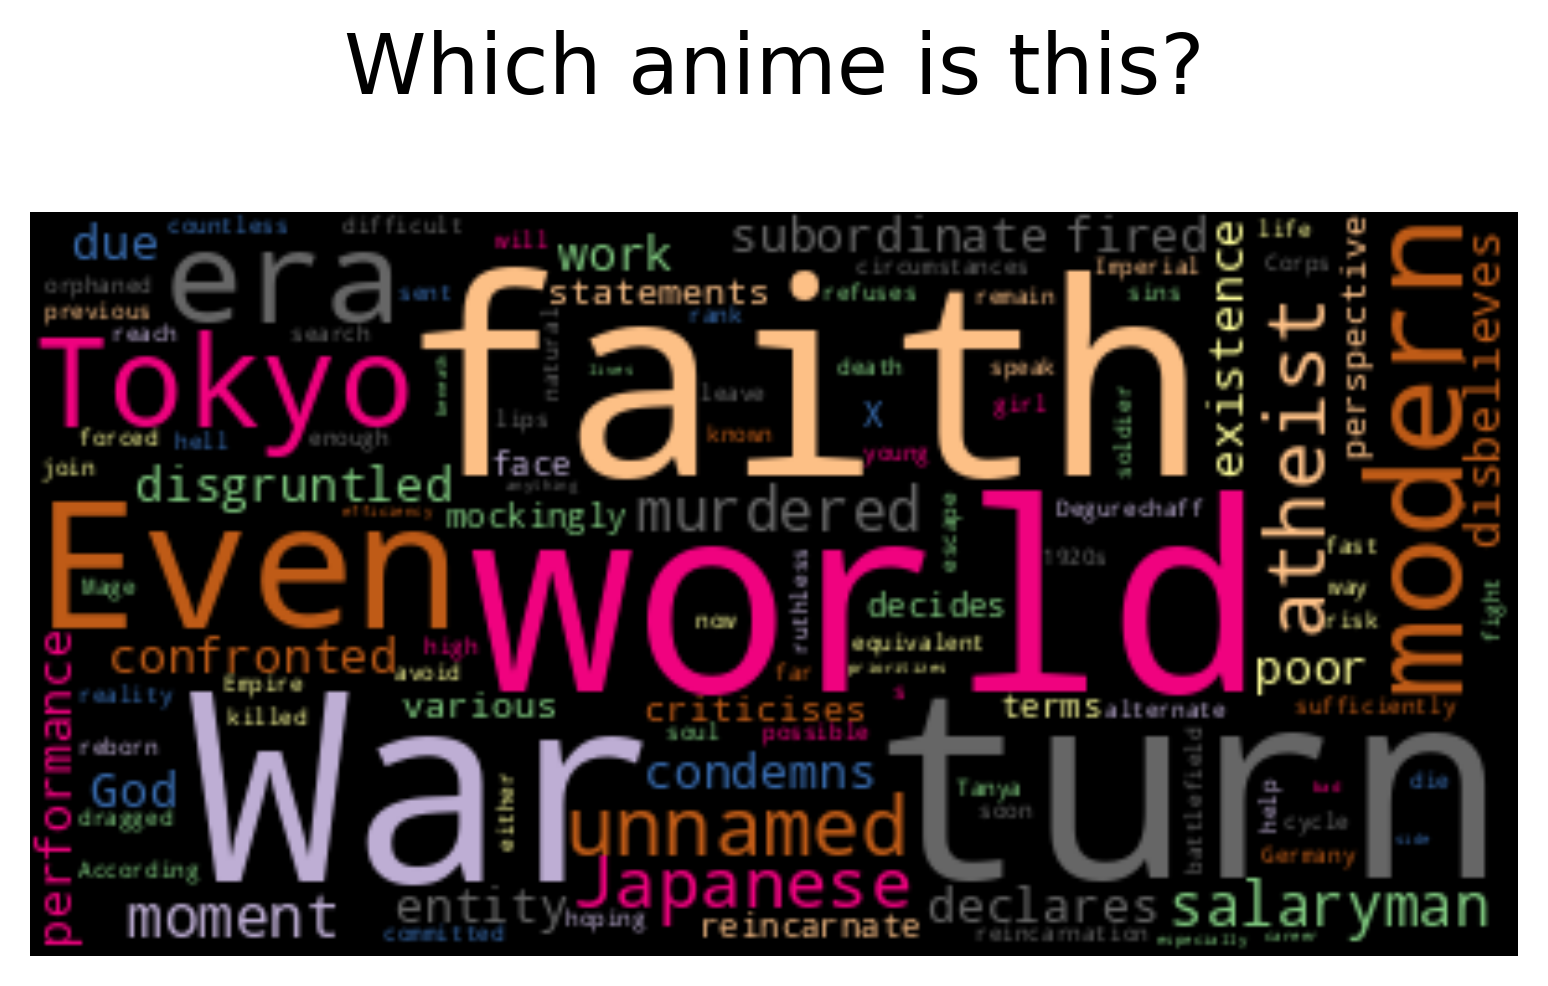 Which anime is this?
due countless difficult will work subordinate fired life
era circumstances Imperial Corps
orphaned sent faith statements refuses remain sins
previous rank existence perspective modern
reach search natural atheist disbelieves
Tokyo breath lives death speak
leave X girl soldier
lips known
forced hell enough young
join face
disgruntled anything
efficiency mockingly murdered escape Degurechaff
Even world 1920s fast
Mage ruthless way
now decides risk fight
confronted high equivalent
performance avoid far prioritizes poor
reality Empire s
various criticises terms alternate sufficiently
killed soul possible
reborn War turn
God condemns battlefield
either Tanya help bad die
dragged unnamed soon cycle side
Germany
According Japanese
moment entity hoping declares salaryman
committed reincarnate reincarnation especially career